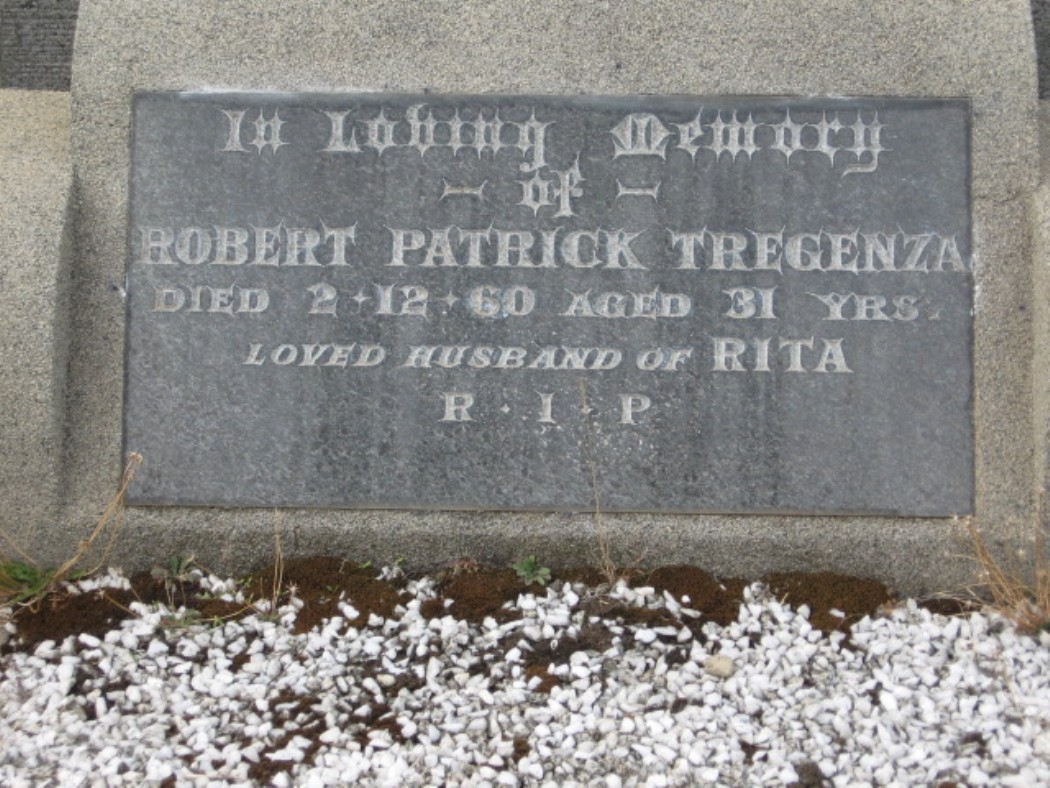 In Loving Memory
- of -
ROBERT PATRICK TREGENZA
DIED 2·12·60 AGED 31 YRS.
LOVED HUSBAND OF RITA
R·I·P